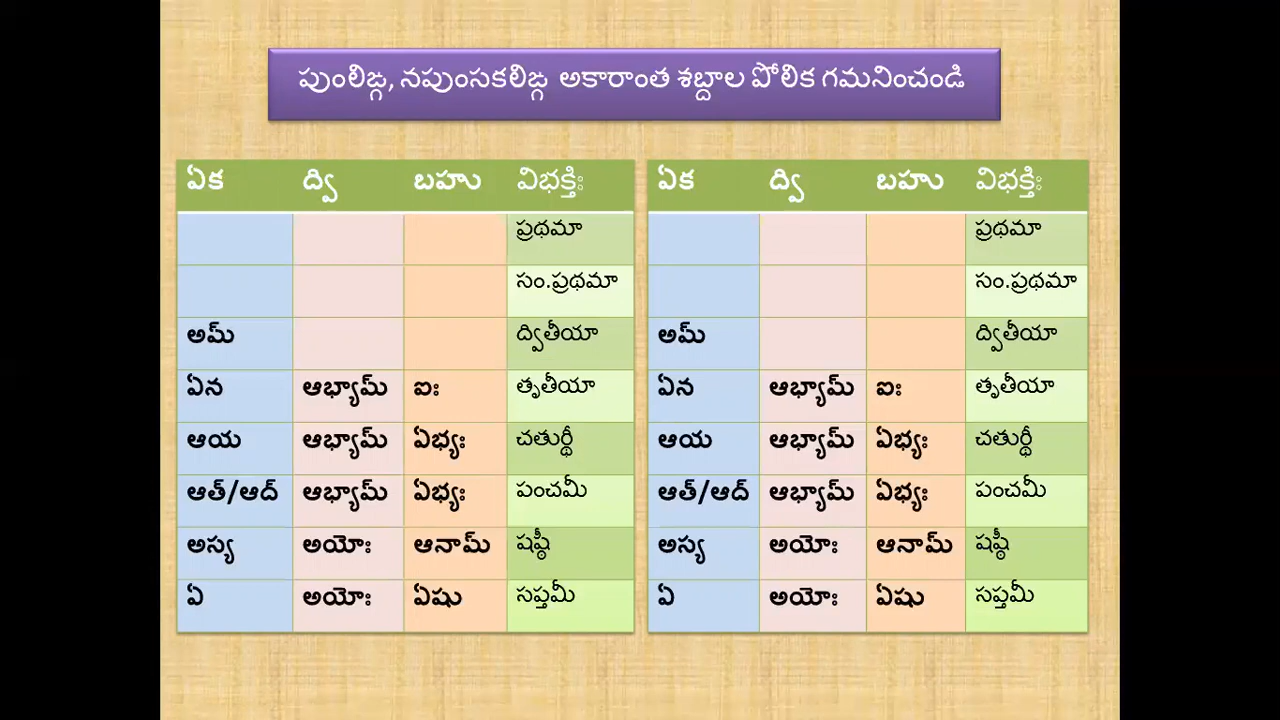 పుంలిఙ్గ, నపుంసకలిఙ్గ అకారాంత శబ్దాల పోలిక గమనించండి
ఏక ద్వి బహు విభక్తిః
ప్రథమా
సం.ప్రథమా
అమ్ ద్వితీయా
ఏన ఆభ్యామ్ ఐః తృతీయా
ఆయ ఆభ్యామ్ ఏభ్యః చతుర్థీ
ఆత్/ఆద్ ఆభ్యామ్ ఏభ్యః పంచమీ
అస్య అయోః ఆనామ్ షష్ఠీ
ఏ అయోః ఏషు సప్తమీ
ఏక ద్వి బహు విభక్తిః
ప్రథమా
సం.ప్రథమా
అమ్ ద్వితీయా
ఏన ఆభ్యామ్ ఐః తృతీయా
ఆయ ఆభ్యామ్ ఏభ్యః చతుర్థీ
ఆత్/ఆద్ ఆభ్యామ్ ఏభ్యః పంచమీ
అస్య అయోః ఆనామ్ షష్ఠీ
ఏ అయోః ఏషు సప్తమీ